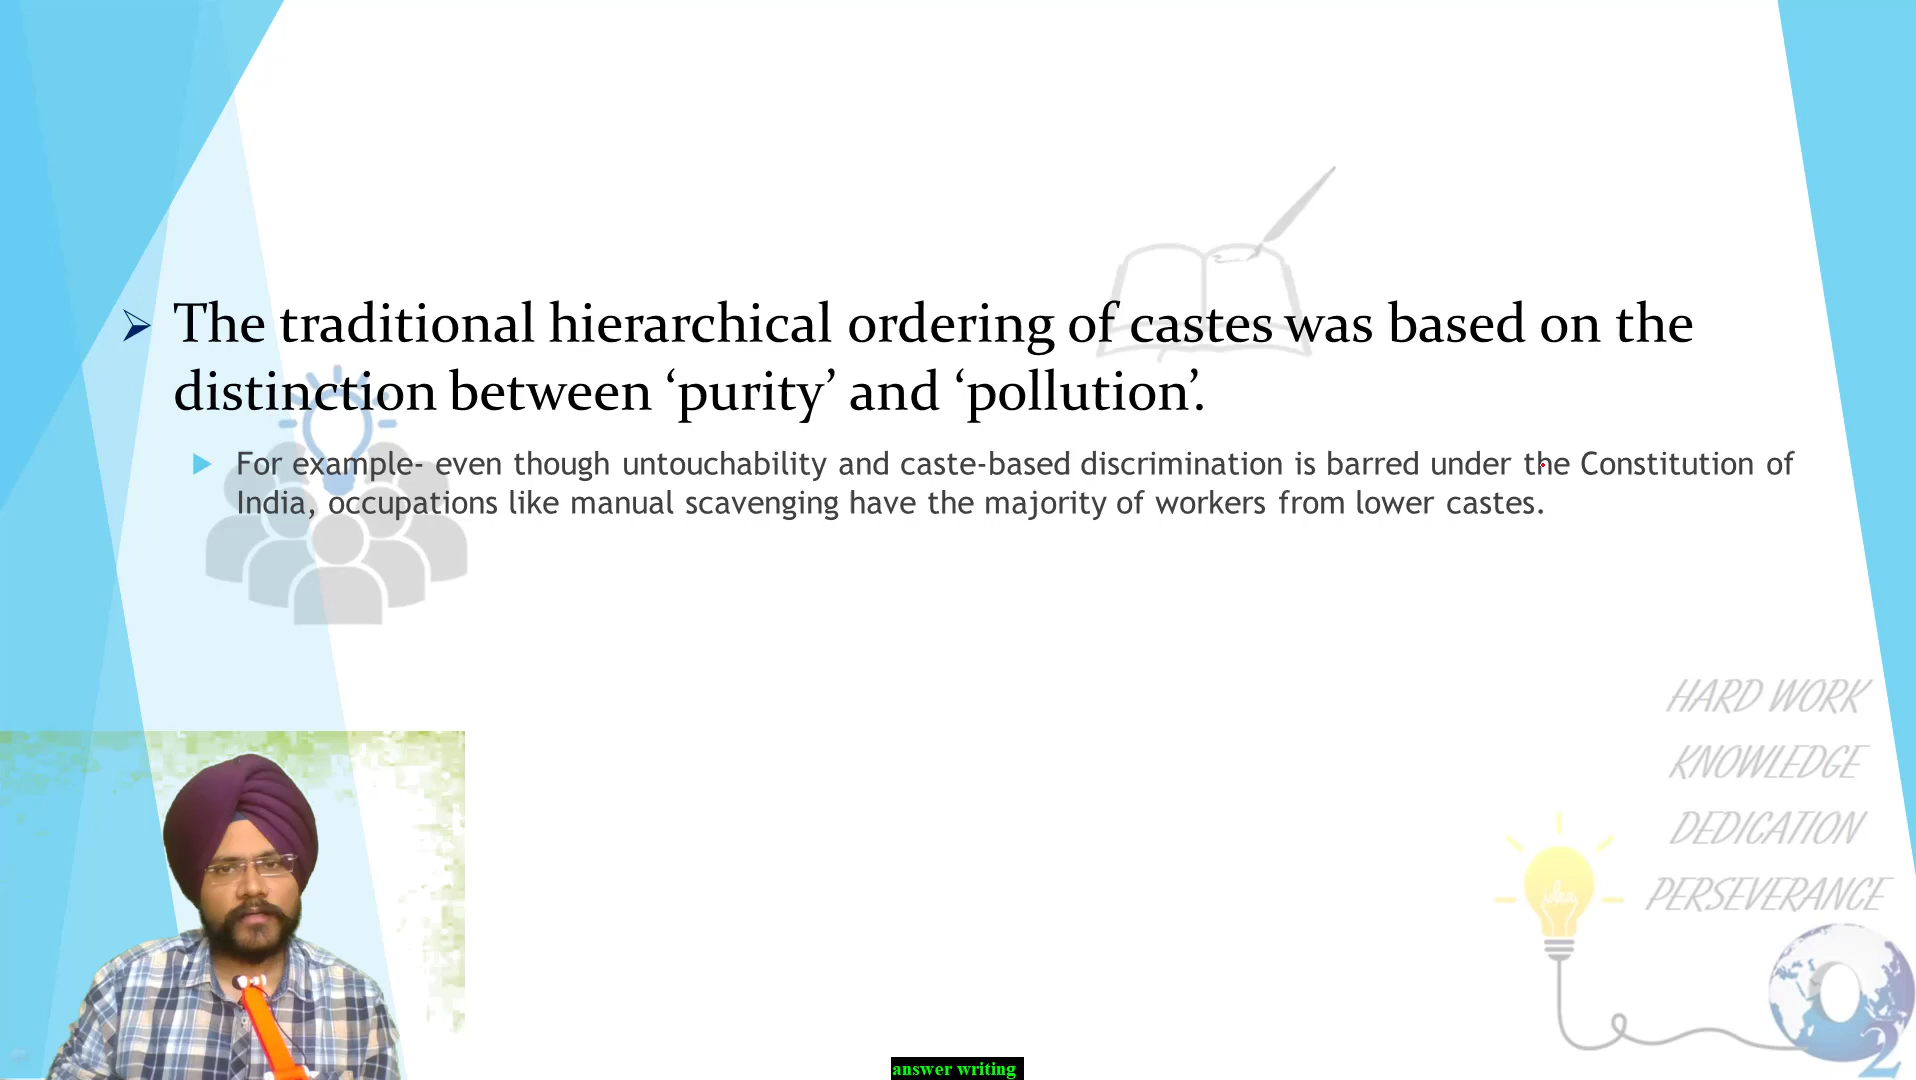 The traditional hierarchical ordering of castes was based on the
distinction between ‘purity’ and ‘pollution’.
For example- even though untouchability and caste-based discrimination is barred under the Constitution of
India, occupations like manual scavenging have the majority of workers from lower castes.
HARD WORK
KNOWLEDGE
DEDICATION
PERSEVERANCE
idea
O2
answer writing